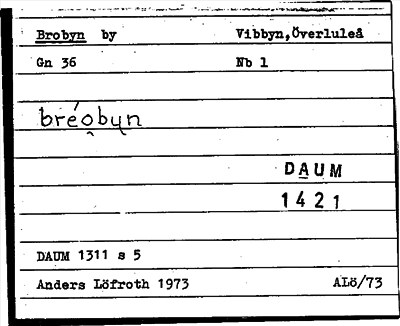 Brobyn by Vibbyn, Överluleå
Gn 36 Nb 1
bréobyn
DAUM
1421
DAUM 1311 s 5
Anders Löfroth 1973 ALö/73